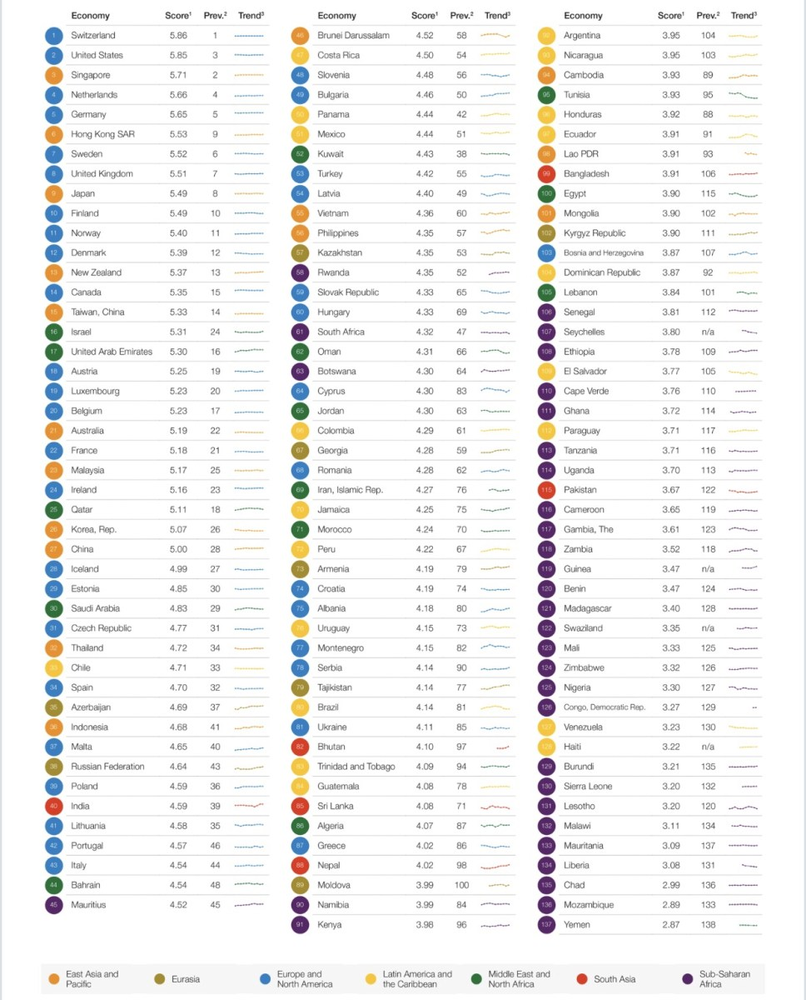 Economy Score¹ Prev.² Trend³
1 Switzerland 5.86 1
2 United States 5.85 3
3 Singapore 5.71 2
4 Netherlands 5.66 4
5 Germany 5.65 5
6 Hong Kong SAR 5.53 9
7 Sweden 5.52 6
8 United Kingdom 5.51 7
9 Japan 5.49 8
10 Finland 5.49 10
11 Norway 5.40 11
12 Denmark 5.39 12
13 New Zealand 5.37 13
14 Canada 5.35 15
15 Taiwan, China 5.33 14
16 Israel 5.31 24
17 United Arab Emirates 5.30 16
18 Austria 5.25 19
19 Luxembourg 5.23 20
20 Belgium 5.23 17
21 Australia 5.19 22
22 France 5.18 21
23 Malaysia 5.17 25
24 Ireland 5.16 23
25 Qatar 5.11 18
26 Korea, Rep. 5.07 26
27 China 5.00 28
28 Iceland 4.99 27
29 Estonia 4.85 30
30 Saudi Arabia 4.83 29
31 Czech Republic 4.77 31
32 Thailand 4.72 34
33 Chile 4.71 33
34 Spain 4.70 32
35 Azerbaijan 4.69 37
36 Indonesia 4.68 41
37 Malta 4.65 40
38 Russian Federation 4.64 43
39 Poland 4.59 36
40 India 4.59 39
41 Lithuania 4.58 35
42 Portugal 4.57 46
43 Italy 4.54 44
44 Bahrain 4.54 48
45 Mauritius 4.52 45
Economy Score¹ Prev.² Trend³
46 Brunei Darussalam 4.52 58
47 Costa Rica 4.50 54
48 Slovenia 4.48 56
49 Bulgaria 4.46 50
50 Panama 4.44 42
51 Mexico 4.44 51
52 Kuwait 4.43 38
53 Turkey 4.42 55
54 Latvia 4.40 49
55 Vietnam 4.36 60
56 Philippines 4.35 57
57 Kazakhstan 4.35 53
58 Rwanda 4.35 52
59 Slovak Republic 4.33 65
60 Hungary 4.33 69
61 South Africa 4.32 47
62 Oman 4.31 66
63 Botswana 4.30 64
64 Cyprus 4.30 83
65 Jordan 4.30 63
66 Colombia 4.29 61
67 Georgia 4.28 59
68 Romania 4.28 62
69 Iran, Islamic Rep. 4.27 76
70 Jamaica 4.25 75
71 Morocco 4.24 70
72 Peru 4.22 67
73 Armenia 4.19 79
74 Croatia 4.19 74
75 Albania 4.18 80
76 Uruguay 4.15 73
77 Montenegro 4.15 82
78 Serbia 4.14 90
79 Tajikistan 4.14 77
80 Brazil 4.14 81
81 Ukraine 4.11 85
82 Bhutan 4.10 97
83 Trinidad and Tobago 4.09 94
84 Guatemala 4.08 78
85 Sri Lanka 4.08 71
86 Algeria 4.07 87
87 Greece 4.02 86
88 Nepal 4.02 98
89 Moldova 3.99 100
90 Namibia 3.99 84
91 Kenya 3.98 96
Economy Score¹ Prev.² Trend³
92 Argentina 3.95 104
93 Nicaragua 3.95 103
94 Cambodia 3.93 89
95 Tunisia 3.93 95
96 Honduras 3.92 88
97 Ecuador 3.91 91
98 Lao PDR 3.91 93
99 Bangladesh 3.91 106
100 Egypt 3.90 115
101 Mongolia 3.90 102
102 Kyrgyz Republic 3.90 111
103 Bosnia and Herzegovina 3.87 107
104 Dominican Republic 3.87 92
105 Lebanon 3.84 101
106 Senegal 3.81 112
107 Seychelles 3.80 n/a
108 Ethiopia 3.78 109
109 El Salvador 3.77 105
110 Cape Verde 3.76 110
111 Ghana 3.72 114
112 Paraguay 3.71 117
113 Tanzania 3.71 116
114 Uganda 3.70 113
115 Pakistan 3.67 122
116 Cameroon 3.65 119
117 Gambia, The 3.61 123
118 Zambia 3.52 118
119 Guinea 3.47 n/a
120 Benin 3.47 124
121 Madagascar 3.40 128
122 Swaziland 3.35 n/a
123 Mali 3.33 125
124 Zimbabwe 3.32 126
125 Nigeria 3.30 127
126 Congo, Democratic Rep. 3.27 129
127 Venezuela 3.23 130
128 Haiti 3.22 n/a
129 Burundi 3.21 135
130 Sierra Leone 3.20 132
131 Lesotho 3.20 120
132 Malawi 3.11 134
133 Mauritania 3.09 137
134 Liberia 3.08 131
135 Chad 2.99 136
136 Mozambique 2.89 133
137 Yemen 2.87 138
East Asia and
Pacific
Eurasia
Europe and
North America
Latin America and
the Caribbean
Middle East and
North Africa
South Asia
Sub-Saharan
Africa